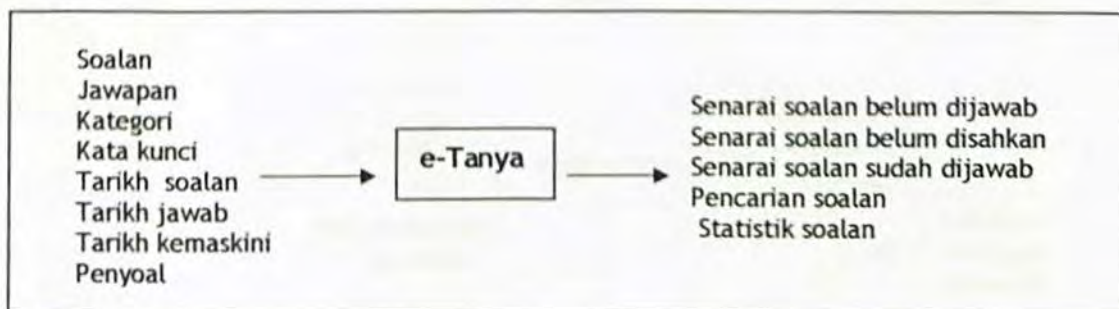 Soalan
Jawapan
Kategori
Kata kunci
Tarikh soalan
Tarikh jawab
Tarikh kemaskini
Penyoal
e-Tanya
Senarai soalan belum dijawab
Senarai soalan belum disahkan
Senarai soalan sudah dijawab
Pencarian soalan
Statistik soalan